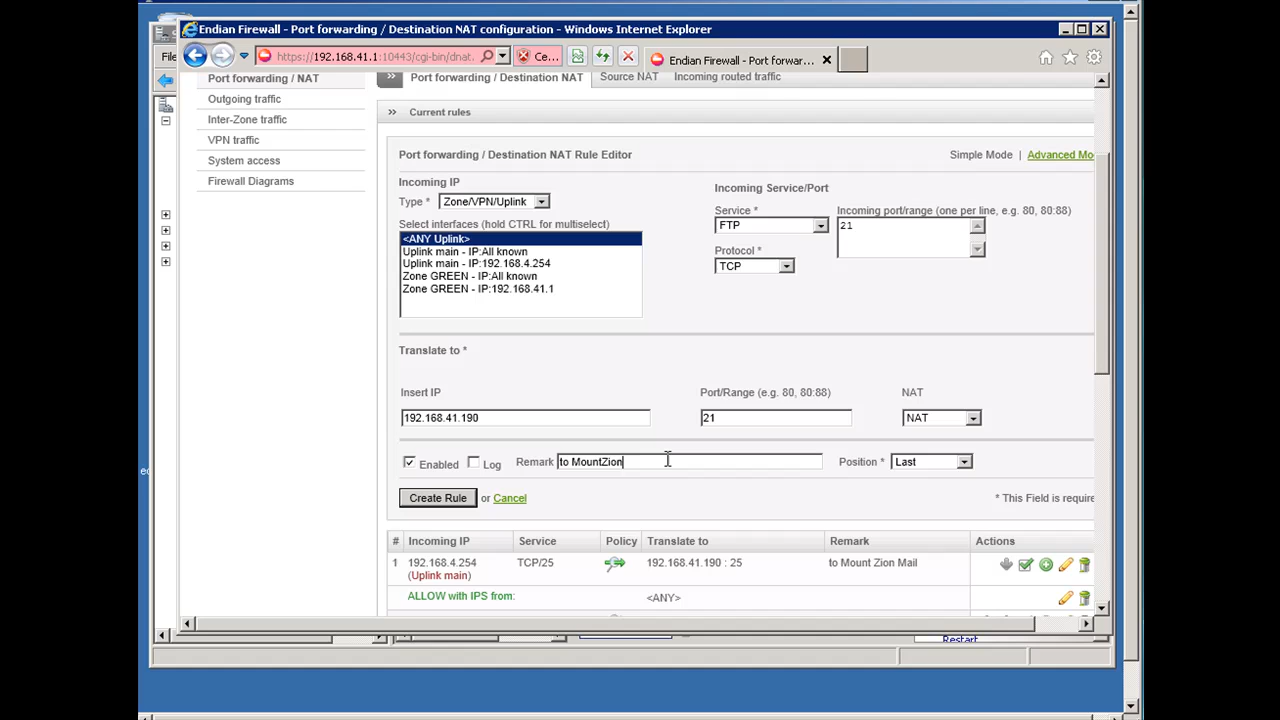 Endian Firewall - Port forwarding / Destination NAT configuration - Windows Internet Explorer
File
https://192.168.41.1:10443/cgi-bin/dnat.
Ce...
Endian Firewall - Port forwar...
Port forwarding / NAT
Outgoing traffic
Inter-Zone traffic
VPN traffic
System access
Firewall Diagrams
Port forwarding / Destination NAT
Source NAT
Incoming routed traffic
Current rules
Port forwarding / Destination NAT Rule Editor
Simple Mode | Advanced Mo
Incoming IP
Type * Zone/VPN/Uplink
Select interfaces (hold CTRL for multiselect)
<ANY Uplink>
Uplink main - IP:All known
Uplink main - IP:192.168.4.254
Zone GREEN - IP:All known
Zone GREEN - IP:192.168.41.1
Incoming Service/Port
Service *
FTP
Protocol *
TCP
Incoming port/range (one per line, e.g. 80, 80:88)
21
Translate to *
Insert IP
192.168.41.190
Port/Range (e.g. 80, 80:88)
21
NAT
NAT
Enabled Log Remark to MountZion Position * Last
Create Rule or Cancel
* This Field is require
# Incoming IP Service Policy Translate to Remark Actions
1 192.168.4.254 TCP/25 192.168.41.190 : 25 to Mount Zion Mail
(Uplink main)
ALLOW with IPS from: <ANY>
Restart